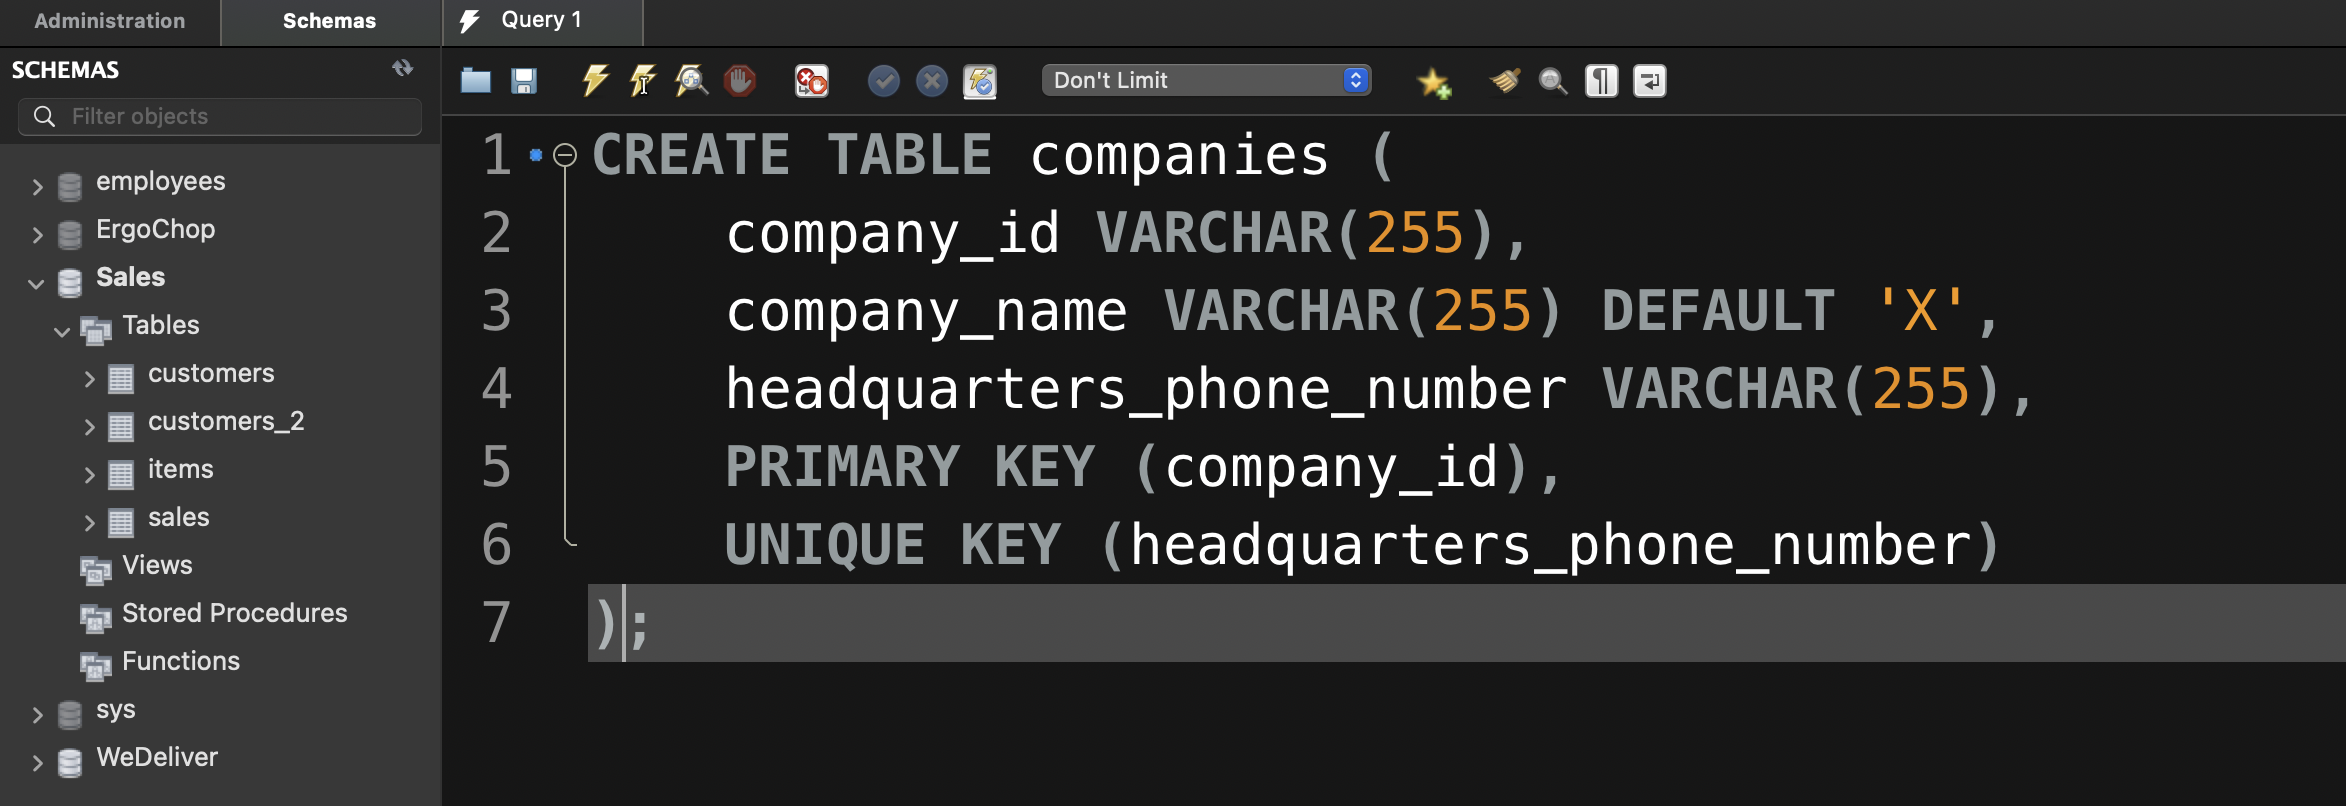 Administration
Schemas
Query 1
SCHEMAS
Filter objects
Don't Limit
employees
ErgoChop
Sales
Tables
customers
customers_2
items
sales
Views
Stored Procedures
Functions
sys
WeDeliver
1 CREATE TABLE companies (
2 company_id VARCHAR(255),
3 company_name VARCHAR(255) DEFAULT 'X',
4 headquarters_phone_number VARCHAR(255),
5 PRIMARY KEY (company_id),
6 UNIQUE KEY (headquarters_phone_number)
7 );